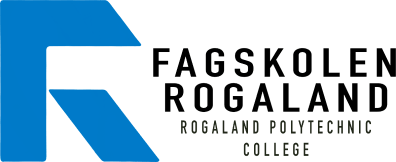 FAGSKOLEN
ROGALAND
ROGALAND POLYTECHNIC
COLLEGE